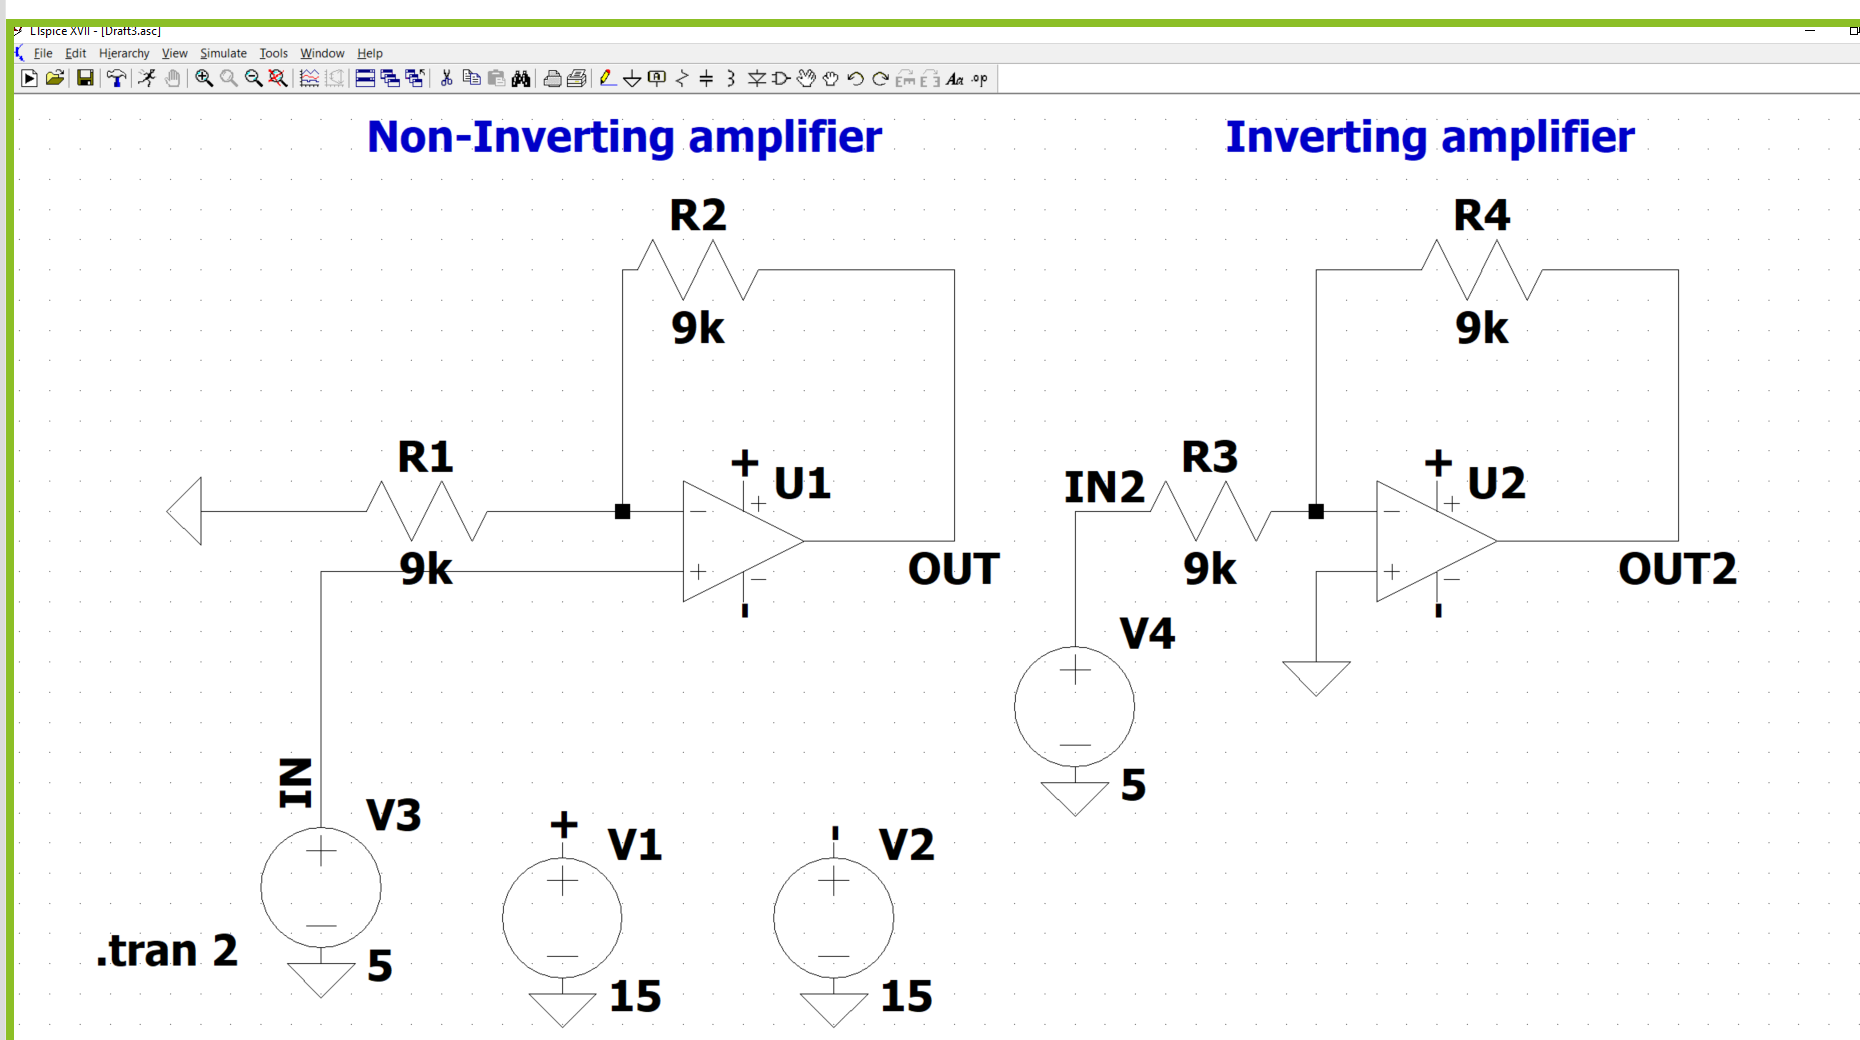 LTspice XVII - [Draft3.asc]
File Edit Hierarchy View Simulate Tools Window Help
Aa .op
Non-Inverting amplifier
Inverting amplifier
R2
9k
R4
9k
R1
9k
+
U1
-
+
+
-
OUT
IN2
R3
9k
+
U2
-
+
+
-
OUT2
V4
+
-
5
IN
V3
+
-
5
.tran 2
+
V1
+
-
15
-
V2
+
-
15